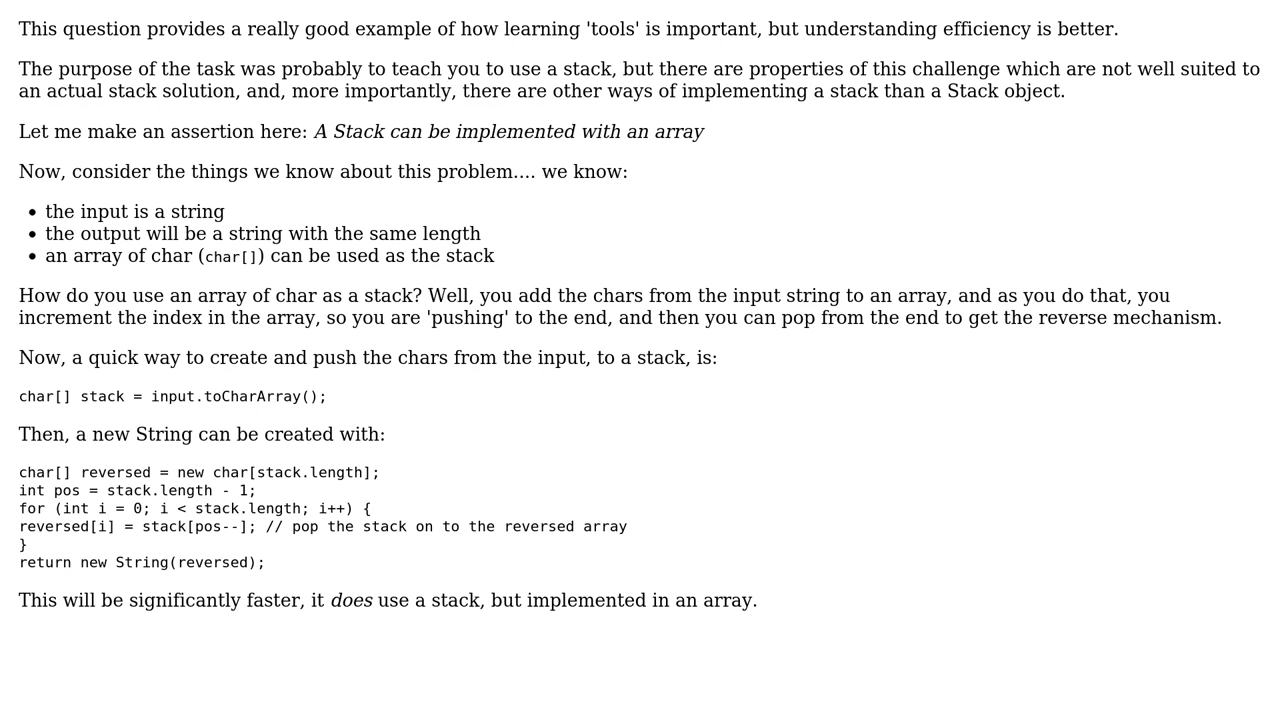 This question provides a really good example of how learning 'tools' is important, but understanding efficiency is better.
The purpose of the task was probably to teach you to use a stack, but there are properties of this challenge which are not well suited to
an actual stack solution, and, more importantly, there are other ways of implementing a stack than a Stack object.
Let me make an assertion here: A Stack can be implemented with an array
Now, consider the things we know about this problem.... we know:
• the input is a string
• the output will be a string with the same length
• an array of char (char[]) can be used as the stack
How do you use an array of char as a stack? Well, you add the chars from the input string to an array, and as you do that, you
increment the index in the array, so you are 'pushing' to the end, and then you can pop from the end to get the reverse mechanism.
Now, a quick way to create and push the chars from the input, to a stack, is:
char[] stack = input.toCharArray();
Then, a new String can be created with:
char[] reversed = new char[stack.length];
int pos = stack.length - 1;
for (int i = 0; i < stack.length; i++) {
reversed[i] = stack[pos--]; // pop the stack on to the reversed array
}
return new String(reversed);
This will be significantly faster, it does use a stack, but implemented in an array.